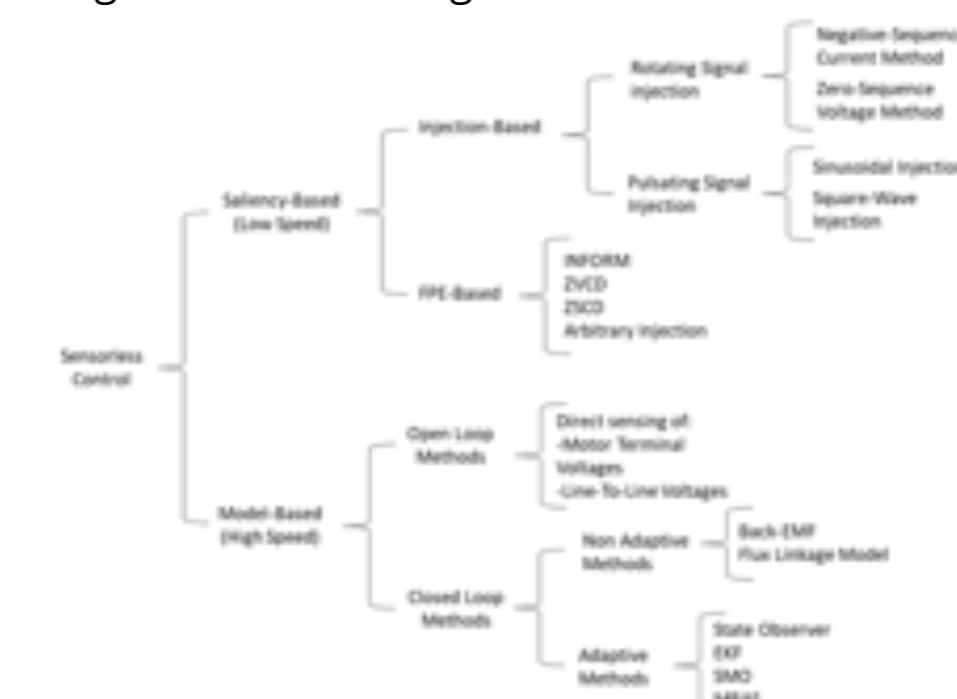 Negative-Sequenc
Current Method
Rotating Signal
injection
Zero-Sequence
Voltage Method
Injection-Based
Sinusoidal Injection
Pulsating Signal
Injection
Square-Wave
Injection
Saliency-Based
(Low Speed)
INFORM
ZVCD
ZSCD
Arbitrary Injection
FPE-Based
Sensorless
Control
Open Loop
Methods
Direct sensing of:
-Motor Terminal
Voltages
-Line-To-Line Voltages
Model-Based
(High Speed)
Non Adaptive
Methods
Back-EMF
Flux Linkage Model
Closed Loop
Methods
Adaptive
Methods
State Observer
EKF
SMO